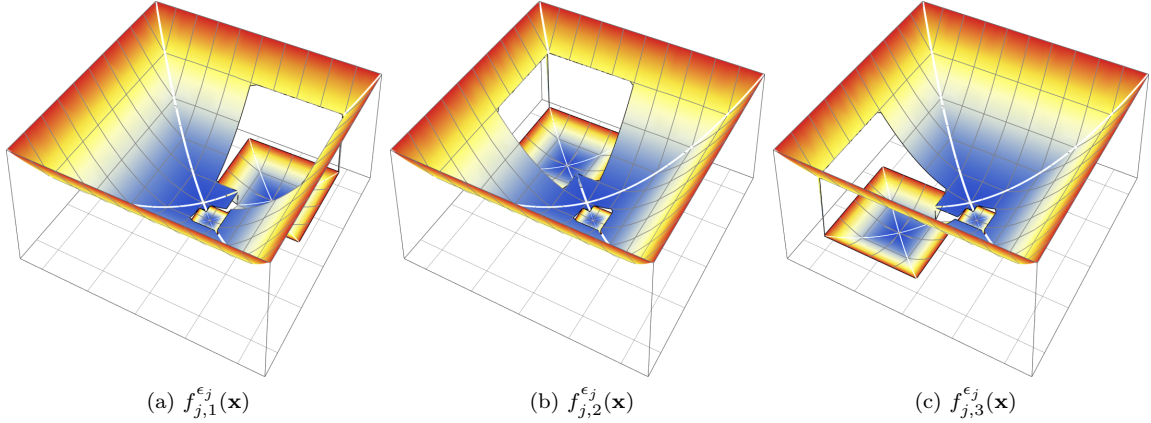 (a) $f_{j,1}^{\epsilon_j}(\mathbf{x})$
(b) $f_{j,2}^{\epsilon_j}(\mathbf{x})$
(c) $f_{j,3}^{\epsilon_j}(\mathbf{x})$